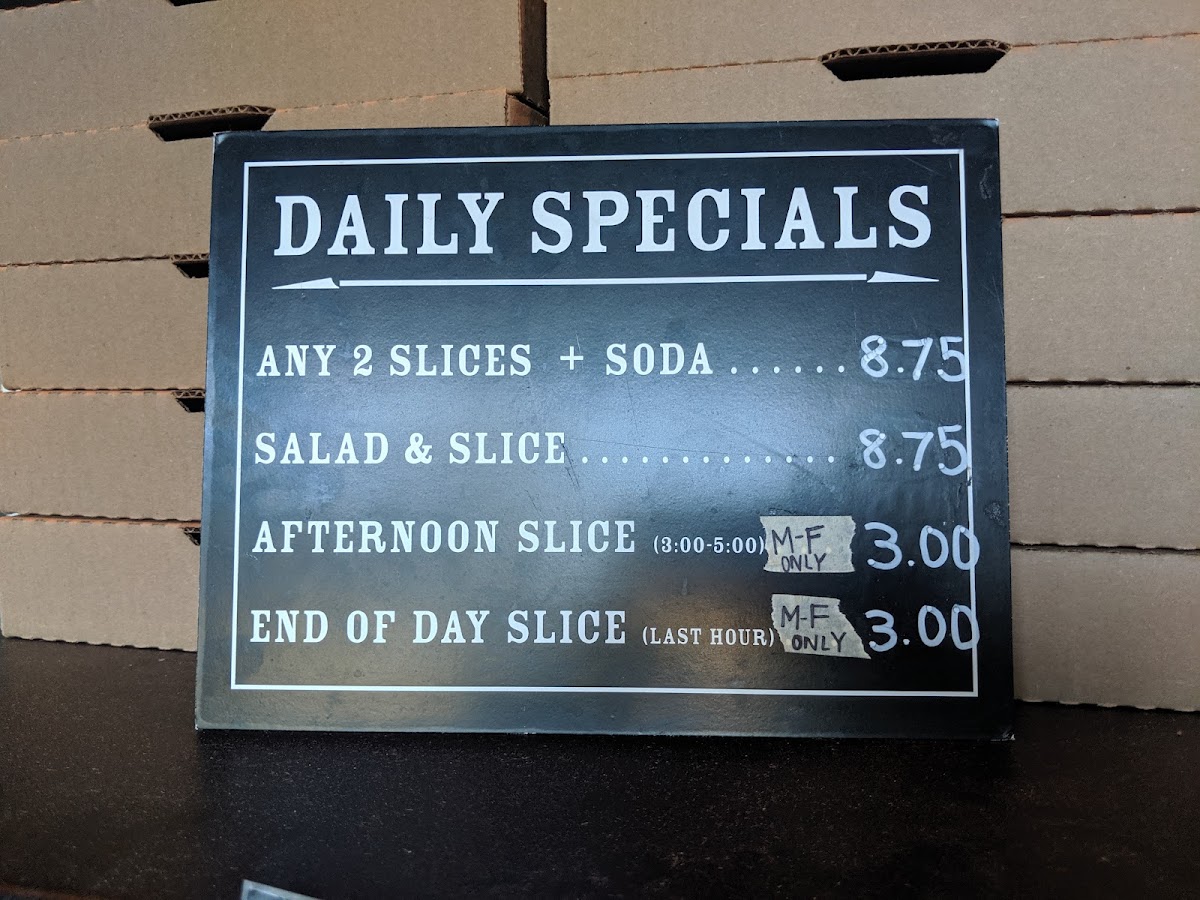 DAILY SPECIALS
ANY 2 SLICES + SODA ...... 8.75
SALAD & SLICE ............. 8.75
AFTERNOON SLICE (3:00-5:00) M-F ONLY 3.00
END OF DAY SLICE (LAST HOUR) M-F ONLY 3.00